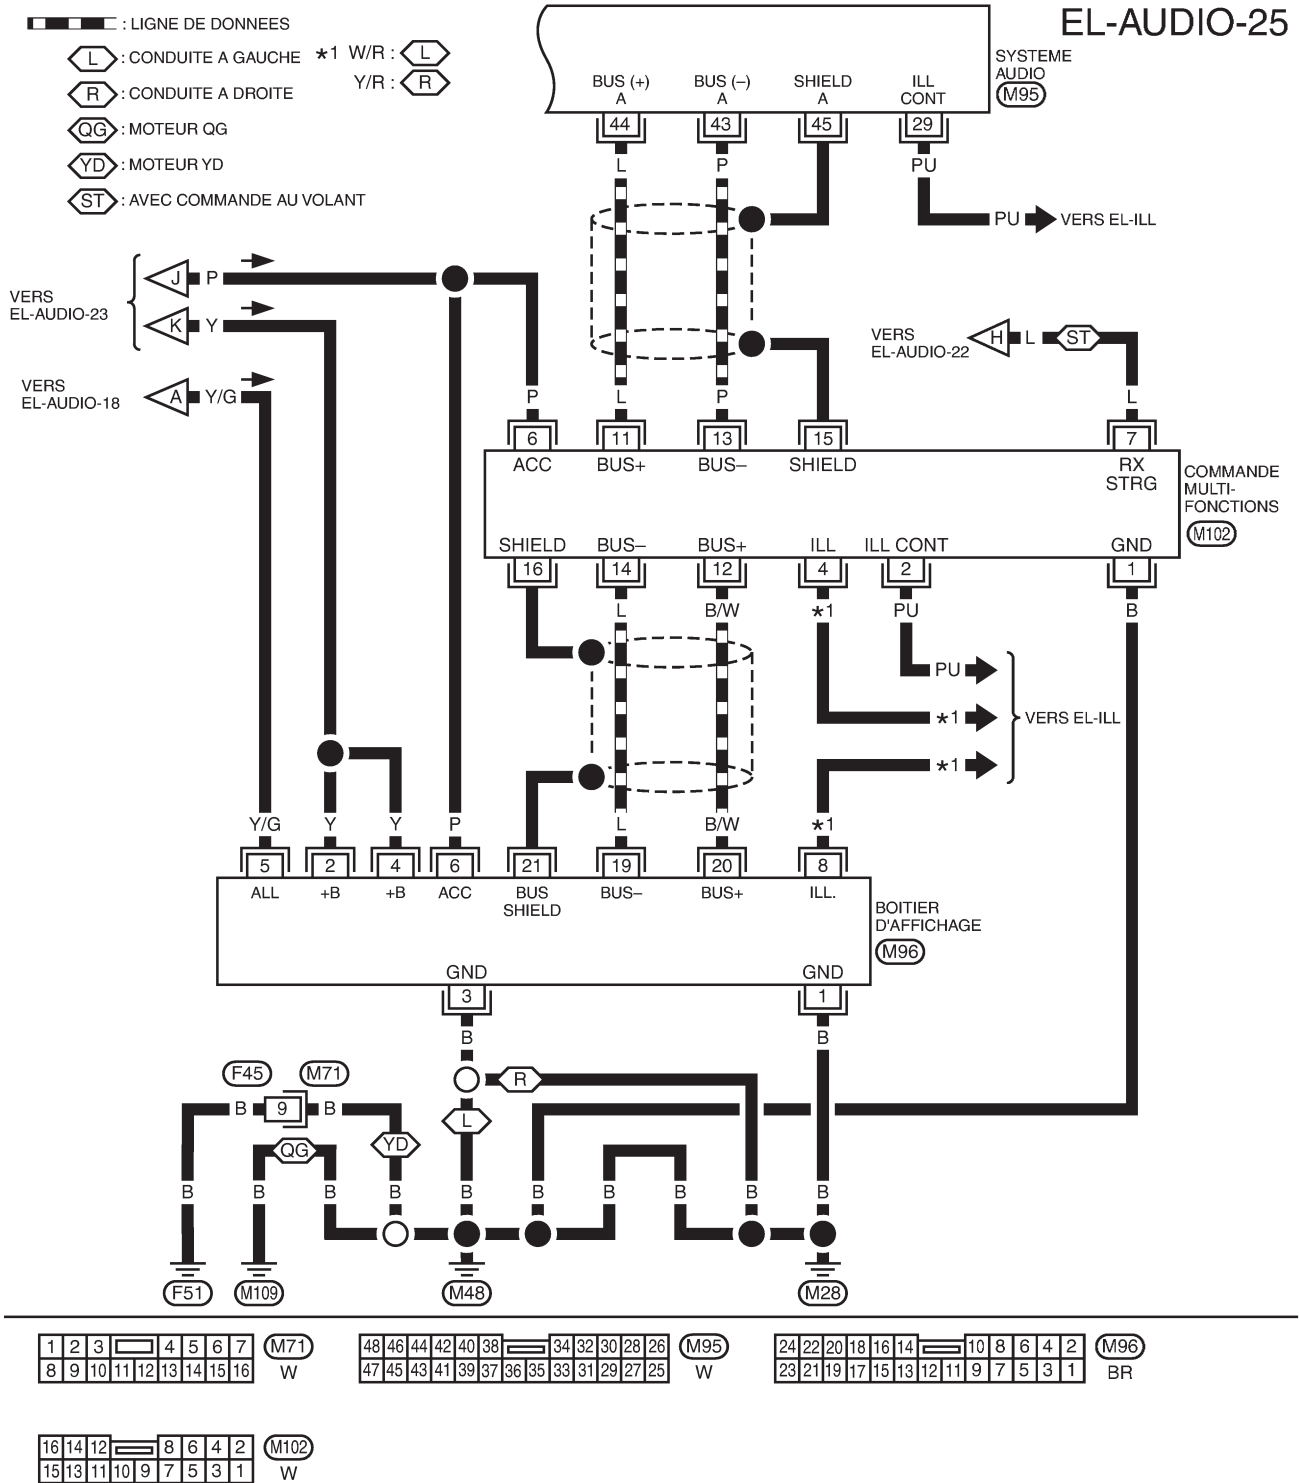 EL-AUDIO-25
: LIGNE DE DONNEES
L : CONDUITE A GAUCHE
R : CONDUITE A DROITE
QG : MOTEUR QG
YD : MOTEUR YD
ST : AVEC COMMANDE AU VOLANT
*1 W/R : L
Y/R : R
SYSTEME
AUDIO
M95
BUS (+) BUS (–) SHIELD ILL
A A A CONT
44 43 45 29
L P PU
PU VERS EL-ILL
VERS
EL-AUDIO-23
J P
K Y
VERS
EL-AUDIO-18
A Y/G
VERS
EL-AUDIO-22
H L ST
P L P L
6 11 13 15 7
ACC BUS+ BUS– SHIELD RX
STRG
COMMANDE
MULTI-
FONCTIONS
M102
SHIELD BUS– BUS+ ILL ILL CONT GND
16 14 12 4 2 1
L B/W *1 PU B
PU
*1
*1
VERS EL-ILL
Y/G Y Y P L B/W *1
5 2 4 6 21 19 20 8
ALL +B +B ACC BUS BUS– BUS+ ILL.
SHIELD
BOITIER
D'AFFICHAGE
M96
GND GND
3 1
B B
F45 M71
R
B 9 B
L
QG YD
B B B B B B B B B B
F51 M109 M48 M28
1 2 3 4 5 6 7
8 9 10 11 12 13 14 15 16
M71
W
48 46 44 42 40 38 34 32 30 28 26
47 45 43 41 39 37 36 35 33 31 29 27 25
M95
W
24 22 20 18 16 14 10 8 6 4 2
23 21 19 17 15 13 12 11 9 7 5 3 1
M96
BR
16 14 12 8 6 4 2
15 13 11 10 9 7 5 3 1
M102
W